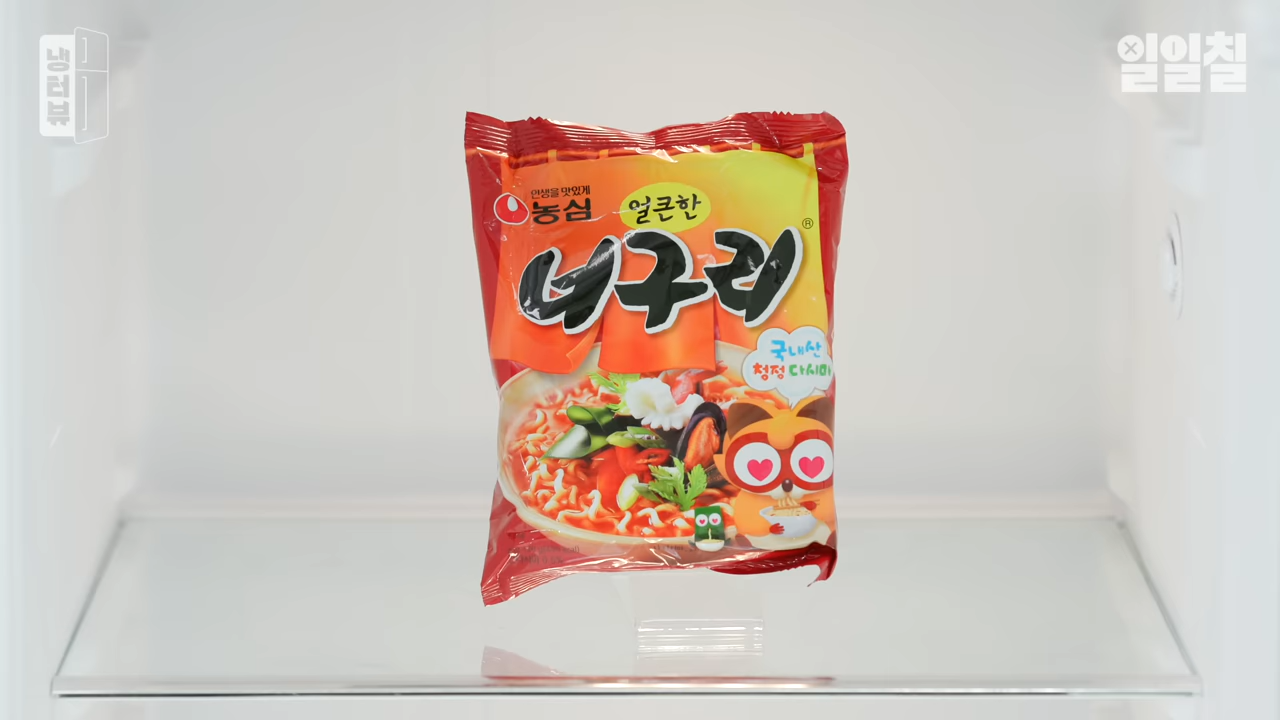 냉터뷰
일일칠
인생을 맛있게
농심
얼큰한
너구리
®
국내산
청정 다시마